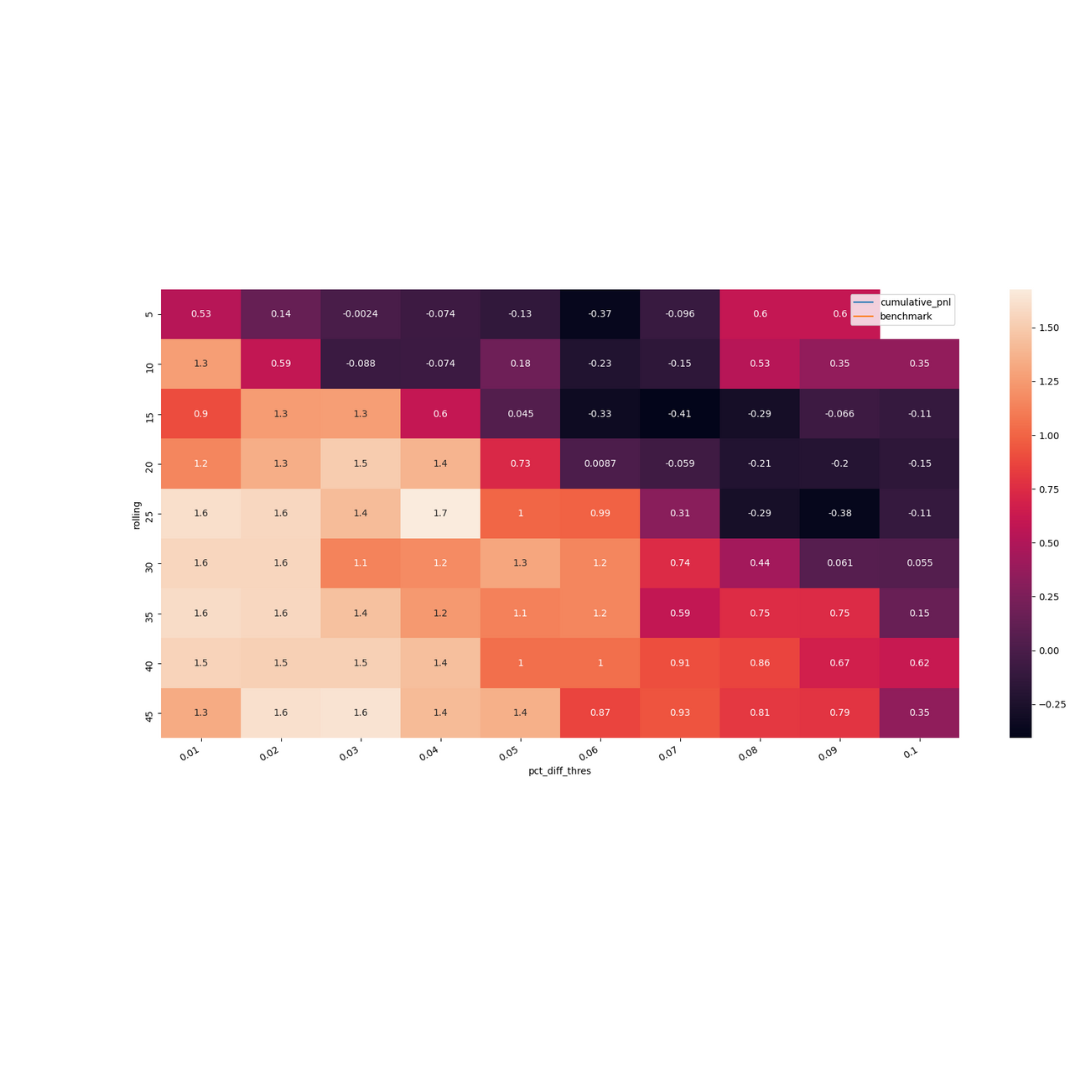 cumulative_pnl
benchmark
rolling
5 0.53 0.14 -0.0024 -0.074 -0.13 -0.37 -0.096 0.6 0.6
10 1.3 0.59 -0.088 -0.074 0.18 -0.23 -0.15 0.53 0.35 0.35
15 0.9 1.3 1.3 0.6 0.045 -0.33 -0.41 -0.29 -0.066 -0.11
20 1.2 1.3 1.5 1.4 0.73 0.0087 -0.059 -0.21 -0.2 -0.15
25 1.6 1.6 1.4 1.7 1 0.99 0.31 -0.29 -0.38 -0.11
30 1.6 1.6 1.1 1.2 1.3 1.2 0.74 0.44 0.061 0.055
35 1.6 1.6 1.4 1.2 1.1 1.2 0.59 0.75 0.75 0.15
40 1.5 1.5 1.5 1.4 1 1 0.91 0.86 0.67 0.62
45 1.3 1.6 1.6 1.4 1.4 0.87 0.93 0.81 0.79 0.35
0.01 0.02 0.03 0.04 0.05 0.06 0.07 0.08 0.09 0.1
pct_diff_thres
1.50
1.25
1.00
0.75
0.50
0.25
0.00
−0.25